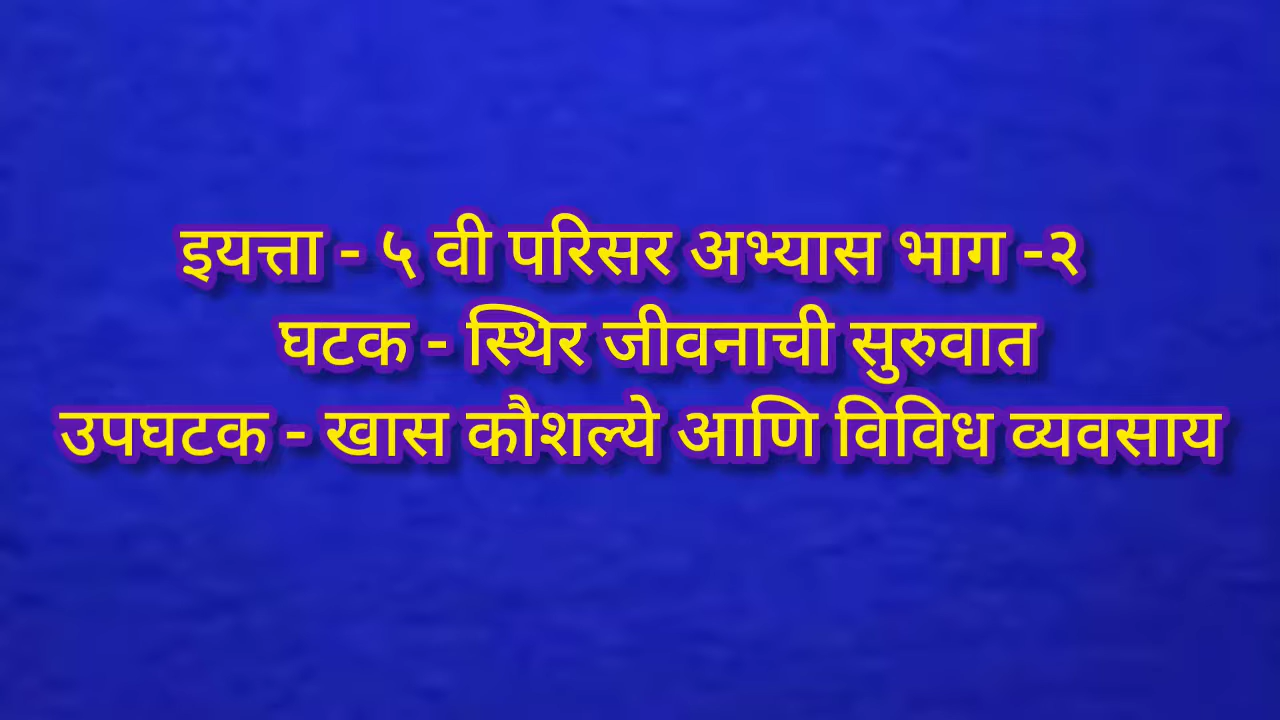 इयत्ता - ५ वी परिसर अभ्यास भाग -२
घटक - स्थिर जीवनाची सुरुवात
उपघटक - खास कौशल्ये आणि विविध व्यवसाय